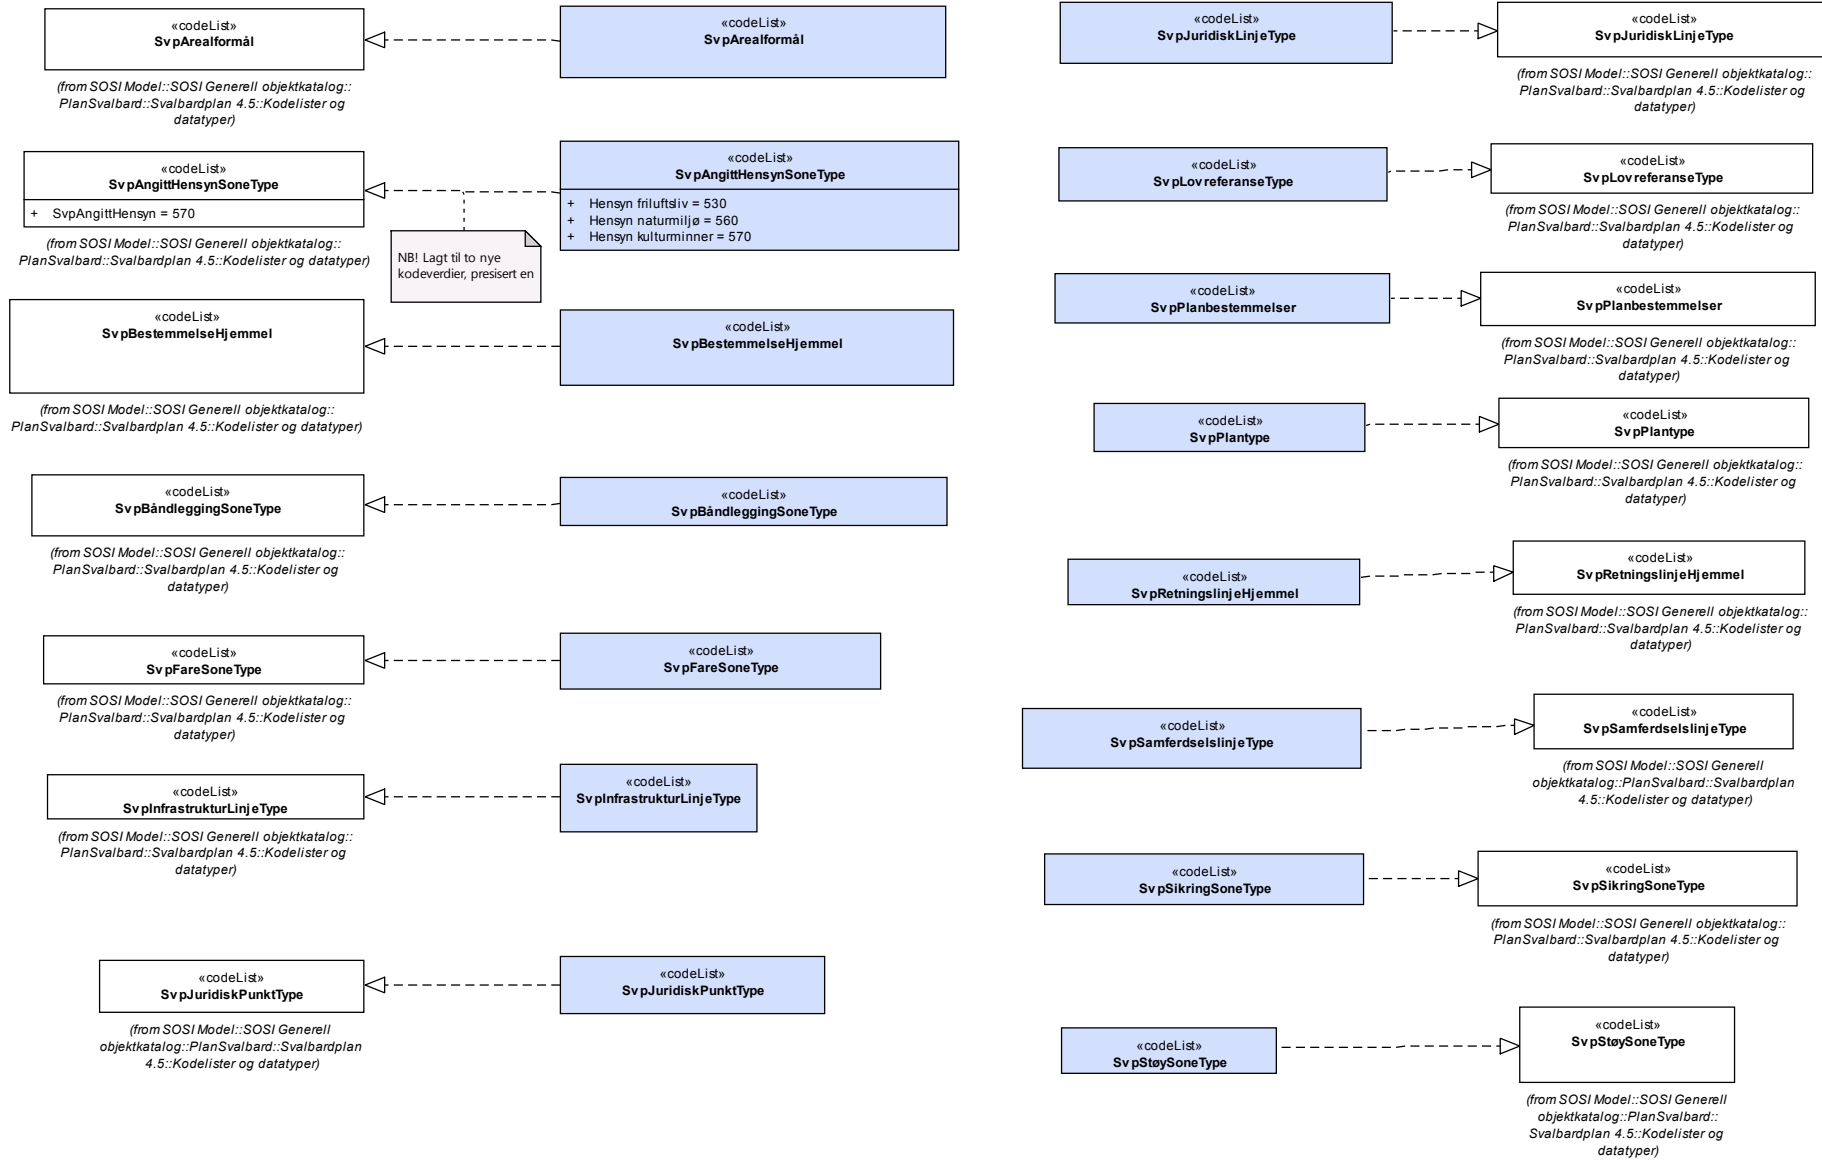 «codeList»
SvpArealformål
(from SOSI Model::SOSI Generell objektkatalog::
PlanSvalbard::Svalbardplan 4.5::Kodelister og
datatyper)
«codeList»
SvpArealformål
«codeList»
SvpAngittHensynSoneType
+ SvpAngittHensyn = 570
(from SOSI Model::SOSI Generell objektkatalog::
PlanSvalbard::Svalbardplan 4.5::Kodelister og datatyper)
«codeList»
SvpAngittHensynSoneType
+ Hensyn friluftsliv = 530
+ Hensyn naturmiljø = 560
+ Hensyn kulturminner = 570
NB! Lagt til to nye
kodeverdier, presisert en
«codeList»
SvpBestemmelseHjemmel
(from SOSI Model::SOSI Generell objektkatalog::
PlanSvalbard::Svalbardplan 4.5::Kodelister og datatyper)
«codeList»
SvpBestemmelseHjemmel
«codeList»
SvpBåndleggingSoneType
(from SOSI Model::SOSI Generell objektkatalog::
PlanSvalbard::Svalbardplan 4.5::Kodelister og
datatyper)
«codeList»
SvpBåndleggingSoneType
«codeList»
SvpFareSoneType
(from SOSI Model::SOSI Generell objektkatalog::
PlanSvalbard::Svalbardplan 4.5::Kodelister og
datatyper)
«codeList»
SvpFareSoneType
«codeList»
SvpInfrastrukturLinjeType
(from SOSI Model::SOSI Generell objektkatalog::
PlanSvalbard::Svalbardplan 4.5::Kodelister og
datatyper)
«codeList»
SvpInfrastrukturLinjeType
«codeList»
SvpJuridiskPunktType
(from SOSI Model::SOSI Generell
objektkatalog::PlanSvalbard::Svalbardplan
4.5::Kodelister og datatyper)
«codeList»
SvpJuridiskPunktType
«codeList»
SvpJuridiskLinjeType
«codeList»
SvpJuridiskLinjeType
(from SOSI Model::SOSI Generell objektkatalog::
PlanSvalbard::Svalbardplan 4.5::Kodelister og
datatyper)
«codeList»
SvpLovreferanseType
«codeList»
SvpLovreferanseType
(from SOSI Model::SOSI Generell objektkatalog::
PlanSvalbard::Svalbardplan 4.5::Kodelister og
datatyper)
«codeList»
SvpPlanbestemmelser
«codeList»
SvpPlanbestemmelser
(from SOSI Model::SOSI Generell objektkatalog::
PlanSvalbard::Svalbardplan 4.5::Kodelister og
datatyper)
«codeList»
SvpPlantype
«codeList»
SvpPlantype
(from SOSI Model::SOSI Generell objektkatalog::
PlanSvalbard::Svalbardplan 4.5::Kodelister og
datatyper)
«codeList»
SvpRetningslinjeHjemmel
«codeList»
SvpRetningslinjeHjemmel
(from SOSI Model::SOSI Generell objektkatalog::
PlanSvalbard::Svalbardplan 4.5::Kodelister og
datatyper)
«codeList»
SvpSamferdselslinjeType
«codeList»
SvpSamferdselslinjeType
(from SOSI Model::SOSI Generell
objektkatalog::PlanSvalbard::Svalbardplan
4.5::Kodelister og datatyper)
«codeList»
SvpSikringSoneType
«codeList»
SvpSikringSoneType
(from SOSI Model::SOSI Generell objektkatalog::
PlanSvalbard::Svalbardplan 4.5::Kodelister og
datatyper)
«codeList»
SvpStøySoneType
«codeList»
SvpStøySoneType
(from SOSI Model::SOSI Generell
objektkatalog::PlanSvalbard::
Svalbardplan 4.5::Kodelister og
datatyper)